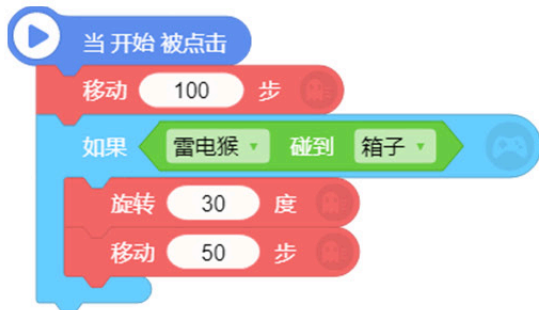 当 开始 被点击
移动 100 步
如果 雷电猴 碰到 箱子
旋转 30 度
移动 50 步